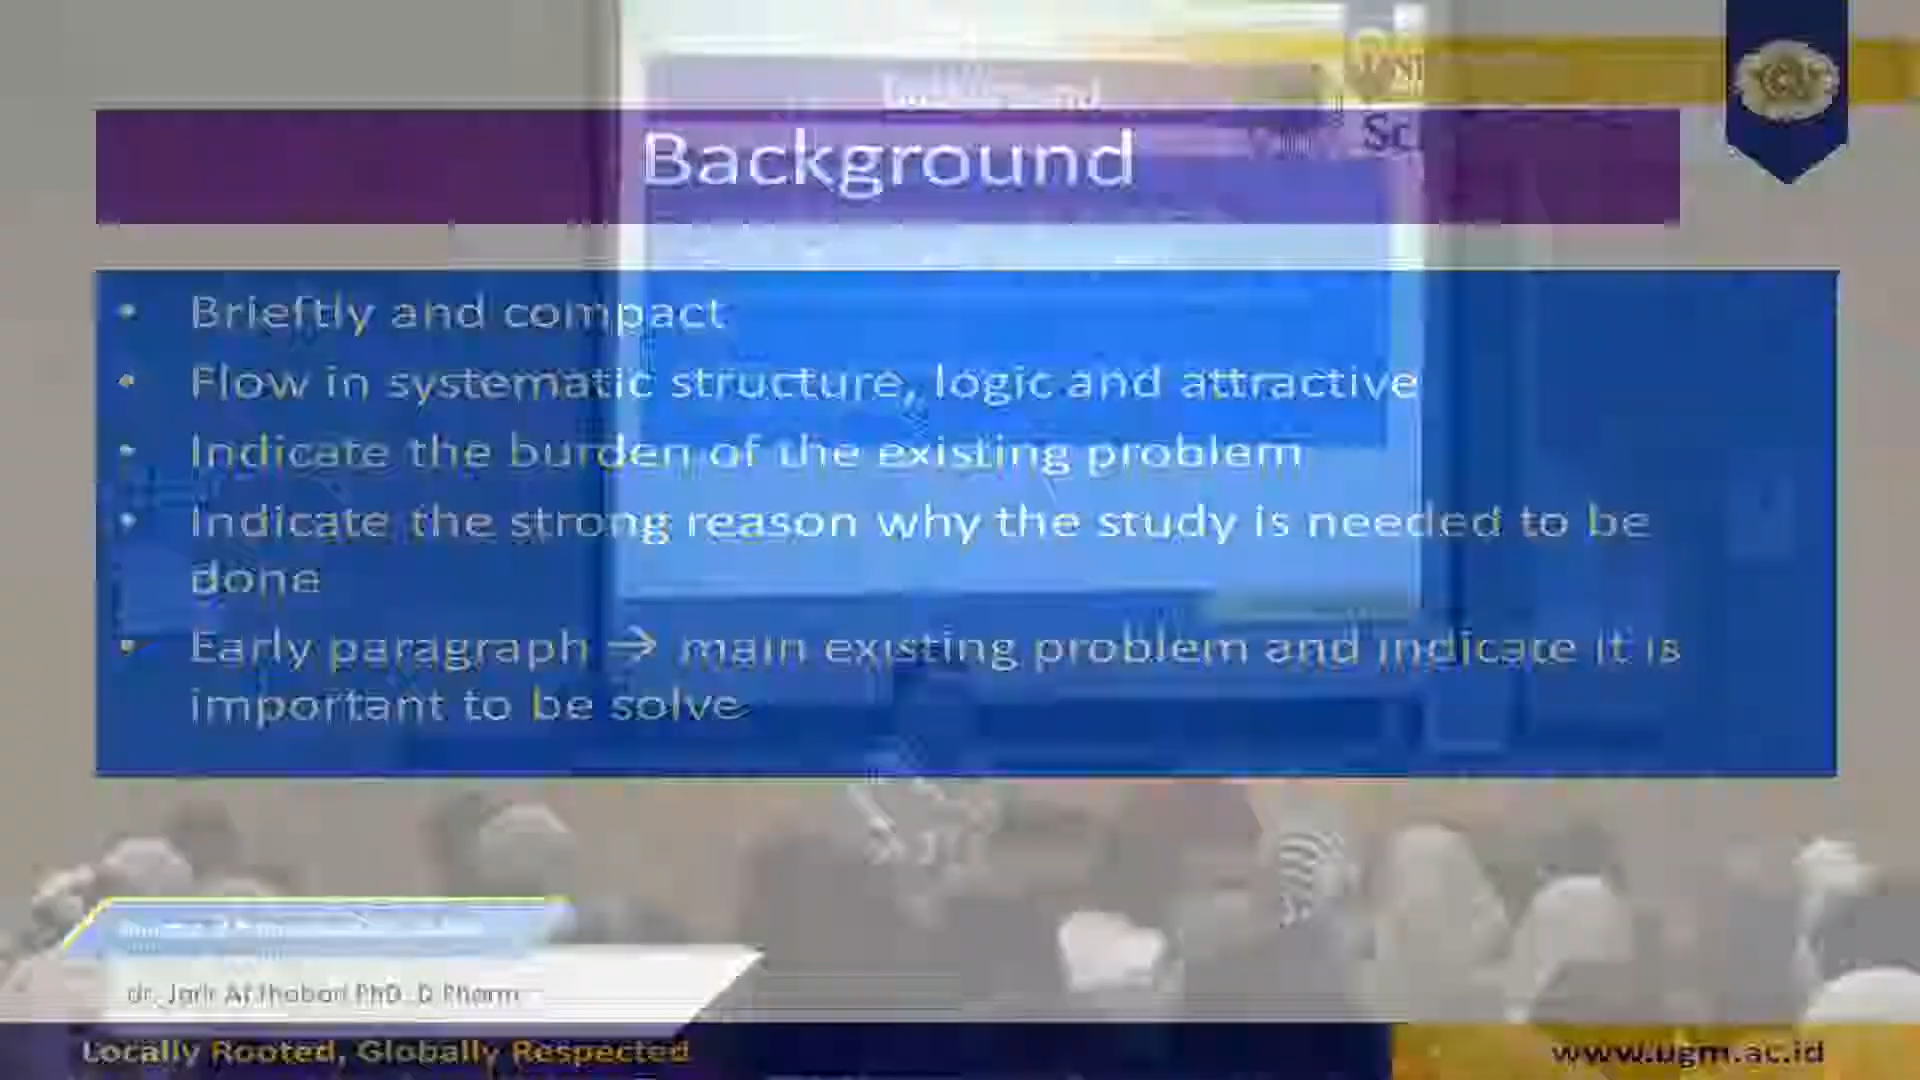 Background
• Brieftly and compact
• Flow in systematic structure, logic and attractive
• Indicate the burden of the existing problem
• Indicate the strong reason why the study is needed to be
done
• Early paragraph → main existing problem and indicate it is
important to be solve
PhD
Locally Rooted, Globally Respected
www.ugm.ac.id